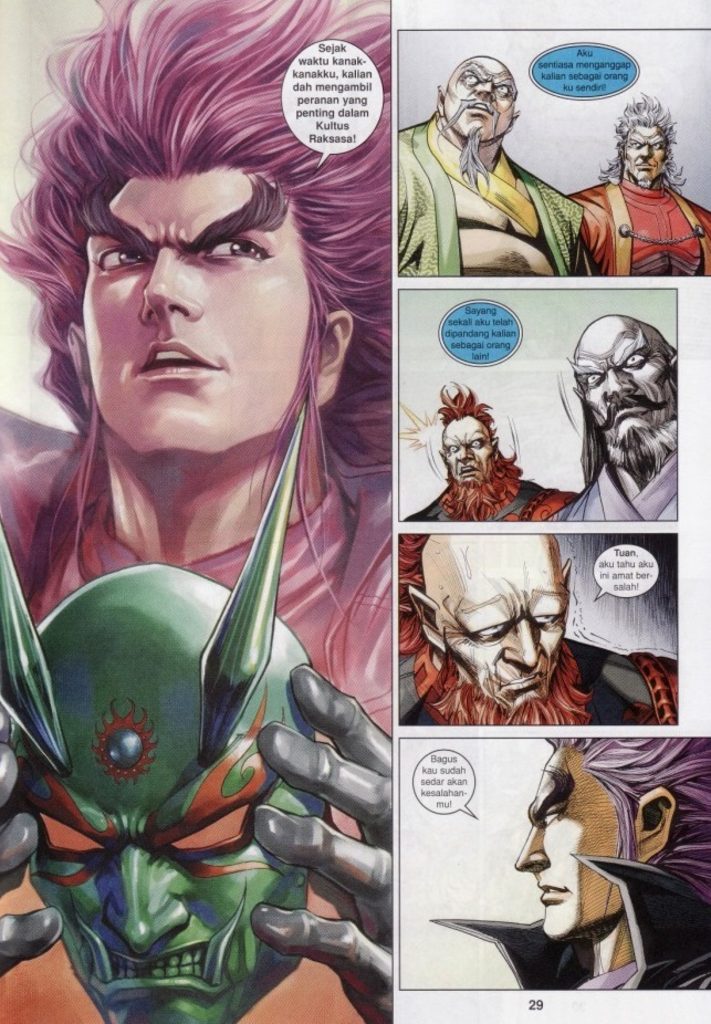 Sejak
waktu kanak-
kanakku, kalian
dah mengambil
peranan yang
penting dalam
Kultus
Raksasa!
Aku
sentiasa menganggap
kalian sebagai orang
ku sendiri!
Sayang
sekali aku telah
dipandang kalian
sebagai orang
lain!
Tuan,
aku tahu aku
ini amat ber-
salah!
Bagus
kau sudah
sedar akan
kesalahan-
mu!
29